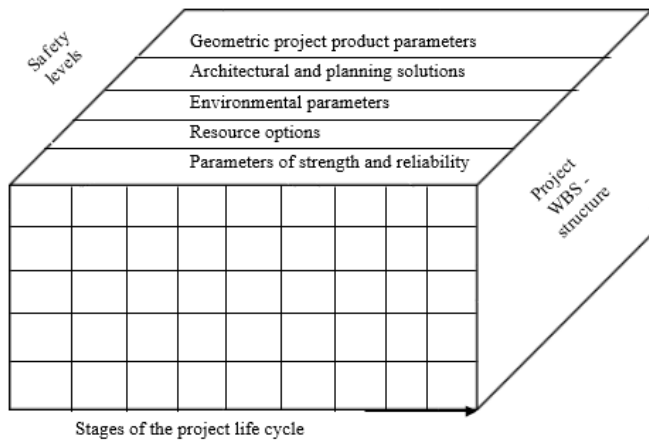 Safety
levels
Geometric project product parameters
Architectural and planning solutions
Environmental parameters
Resource options
Parameters of strength and reliability
Project
WBS -
structure
Stages of the project life cycle